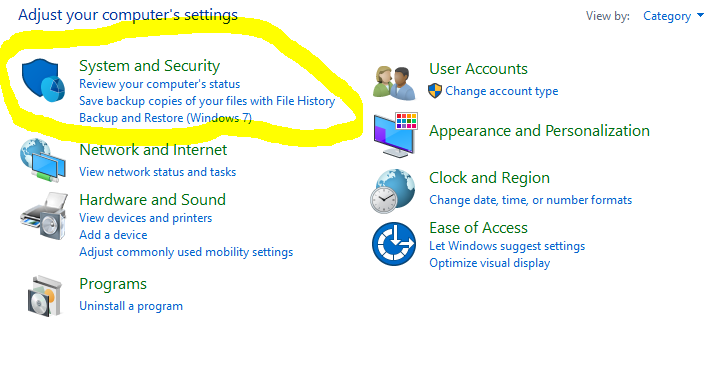 Adjust your computer's settings
View by: Category
System and Security
Review your computer's status
Save backup copies of your files with File History
Backup and Restore (Windows 7)
Network and Internet
View network status and tasks
Hardware and Sound
View devices and printers
Add a device
Adjust commonly used mobility settings
Programs
Uninstall a program
User Accounts
Change account type
Appearance and Personalization
Clock and Region
Change date, time, or number formats
Ease of Access
Let Windows suggest settings
Optimize visual display